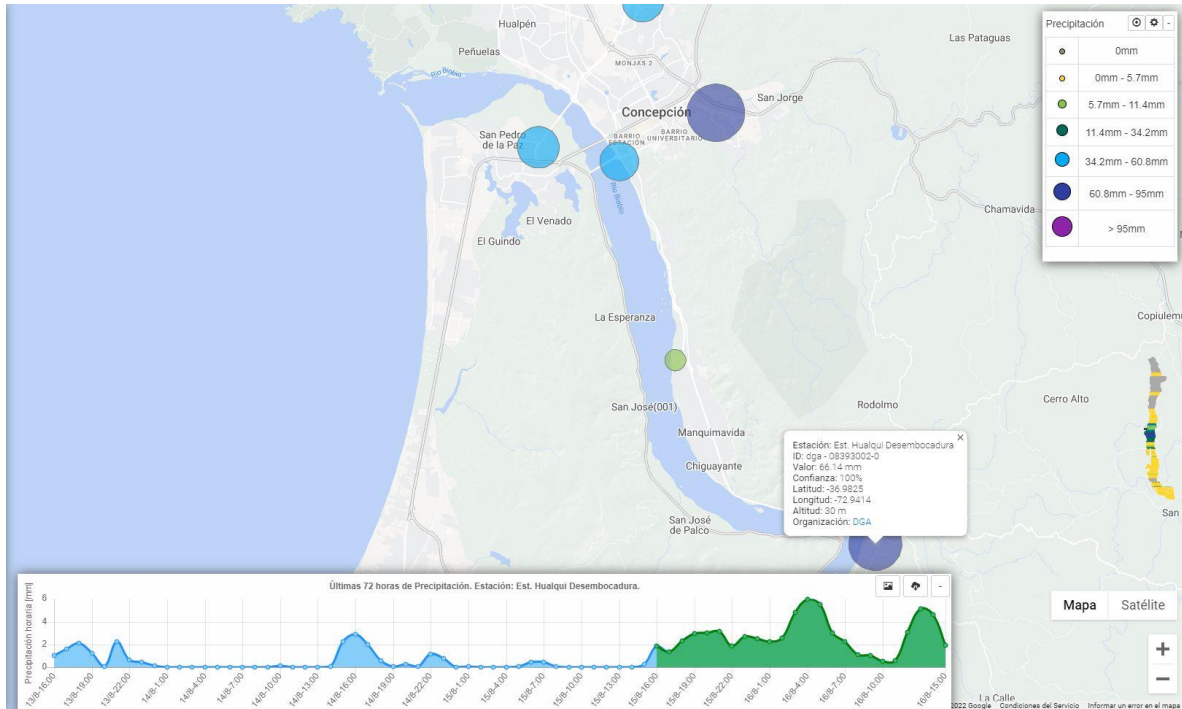 Hualpén
Las Pataguas
Peñuelas
MONJAS 2
Río Biobío
San Jorge
Concepción
San Pedro
de la Paz
BARRIO
ESTACIÓN
BARRIO
UNIVERSITARIO
Río Biobío
El Venado
El Guindo
Chamavida
La Esperanza
Copiulem
San José(001)
Rodolmo
Cerro Alto
Manquimavida
Chiguayante
San José
de Palco
San
La Calle
Precipitación
-
0mm
0mm - 5.7mm
5.7mm - 11.4mm
11.4mm - 34.2mm
34.2mm - 60.8mm
60.8mm - 95mm
> 95mm
Estación: Est. Hualqui Desembocadura
ID: dga - 08393002-0
Valor: 66.14 mm
Confianza: 100%
Latitud: -36.9825
Longitud: -72.9414
Altitud: 30 m
Organización: DGA
×
Últimas 72 horas de Precipitación. Estación: Est. Hualqui Desembocadura.
-
Precipitación horaria [mm]
6
4
2
0
13/8-16:00
13/8-19:00
13/8-22:00
14/8-1:00
14/8-4:00
14/8-7:00
14/8-10:00
14/8-13:00
14/8-16:00
14/8-19:00
14/8-22:00
15/8-1:00
15/8-4:00
15/8-7:00
15/8-10:00
15/8-13:00
15/8-16:00
15/8-19:00
15/8-22:00
16/8-1:00
16/8-4:00
16/8-7:00
16/8-10:00
16/8-15:00
Mapa
Satélite
+
−
2022 Google
Condiciones del Servicio
Informar un error en el mapa